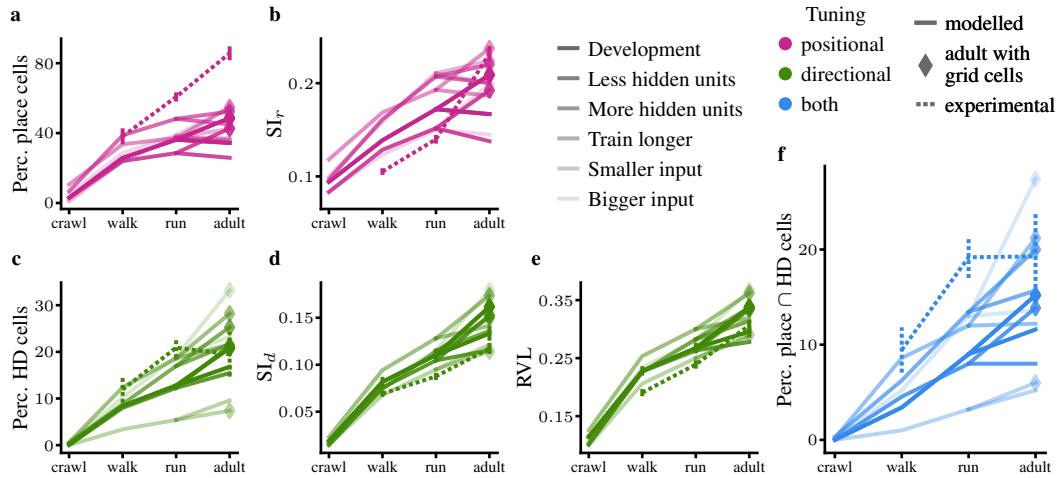 a
Perc. place cells
80
40
0
crawl walk run adult
b
SIr
0.2
0.1
crawl walk run adult
Development
Less hidden units
More hidden units
Train longer
Smaller input
Bigger input
Tuning
positional
directional
both
modelled
adult with
grid cells
experimental
c
Perc. HD cells
30
20
10
0
crawl walk run adult
d
SId
0.15
0.10
0.05
crawl walk run adult
e
RVL
0.35
0.25
0.15
crawl walk run adult
f
Perc. place ∩ HD cells
20
10
0
crawl walk run adult